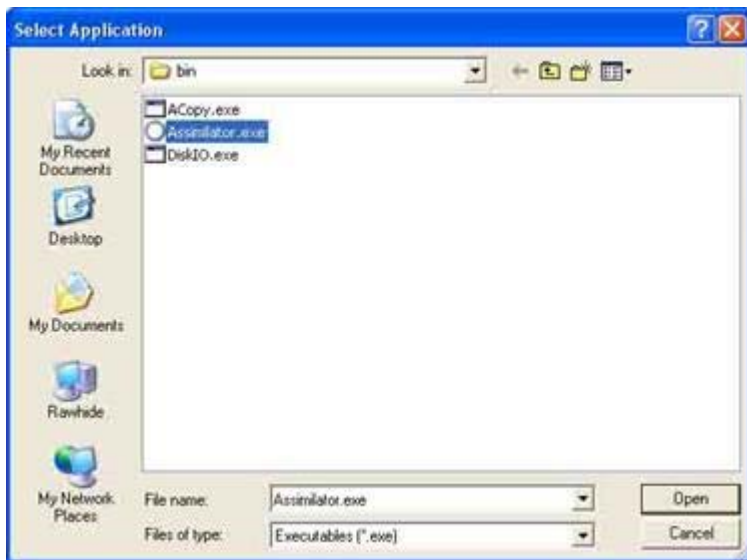 Select Application
Look in:
bin
ACopy.exe
Assimilator.exe
DiskIO.exe
My Recent
Documents
Desktop
My Documents
Rawhide
My Network
Places
File name:
Assimilator.exe
Open
Files of type:
Executables (*.exe)
Cancel